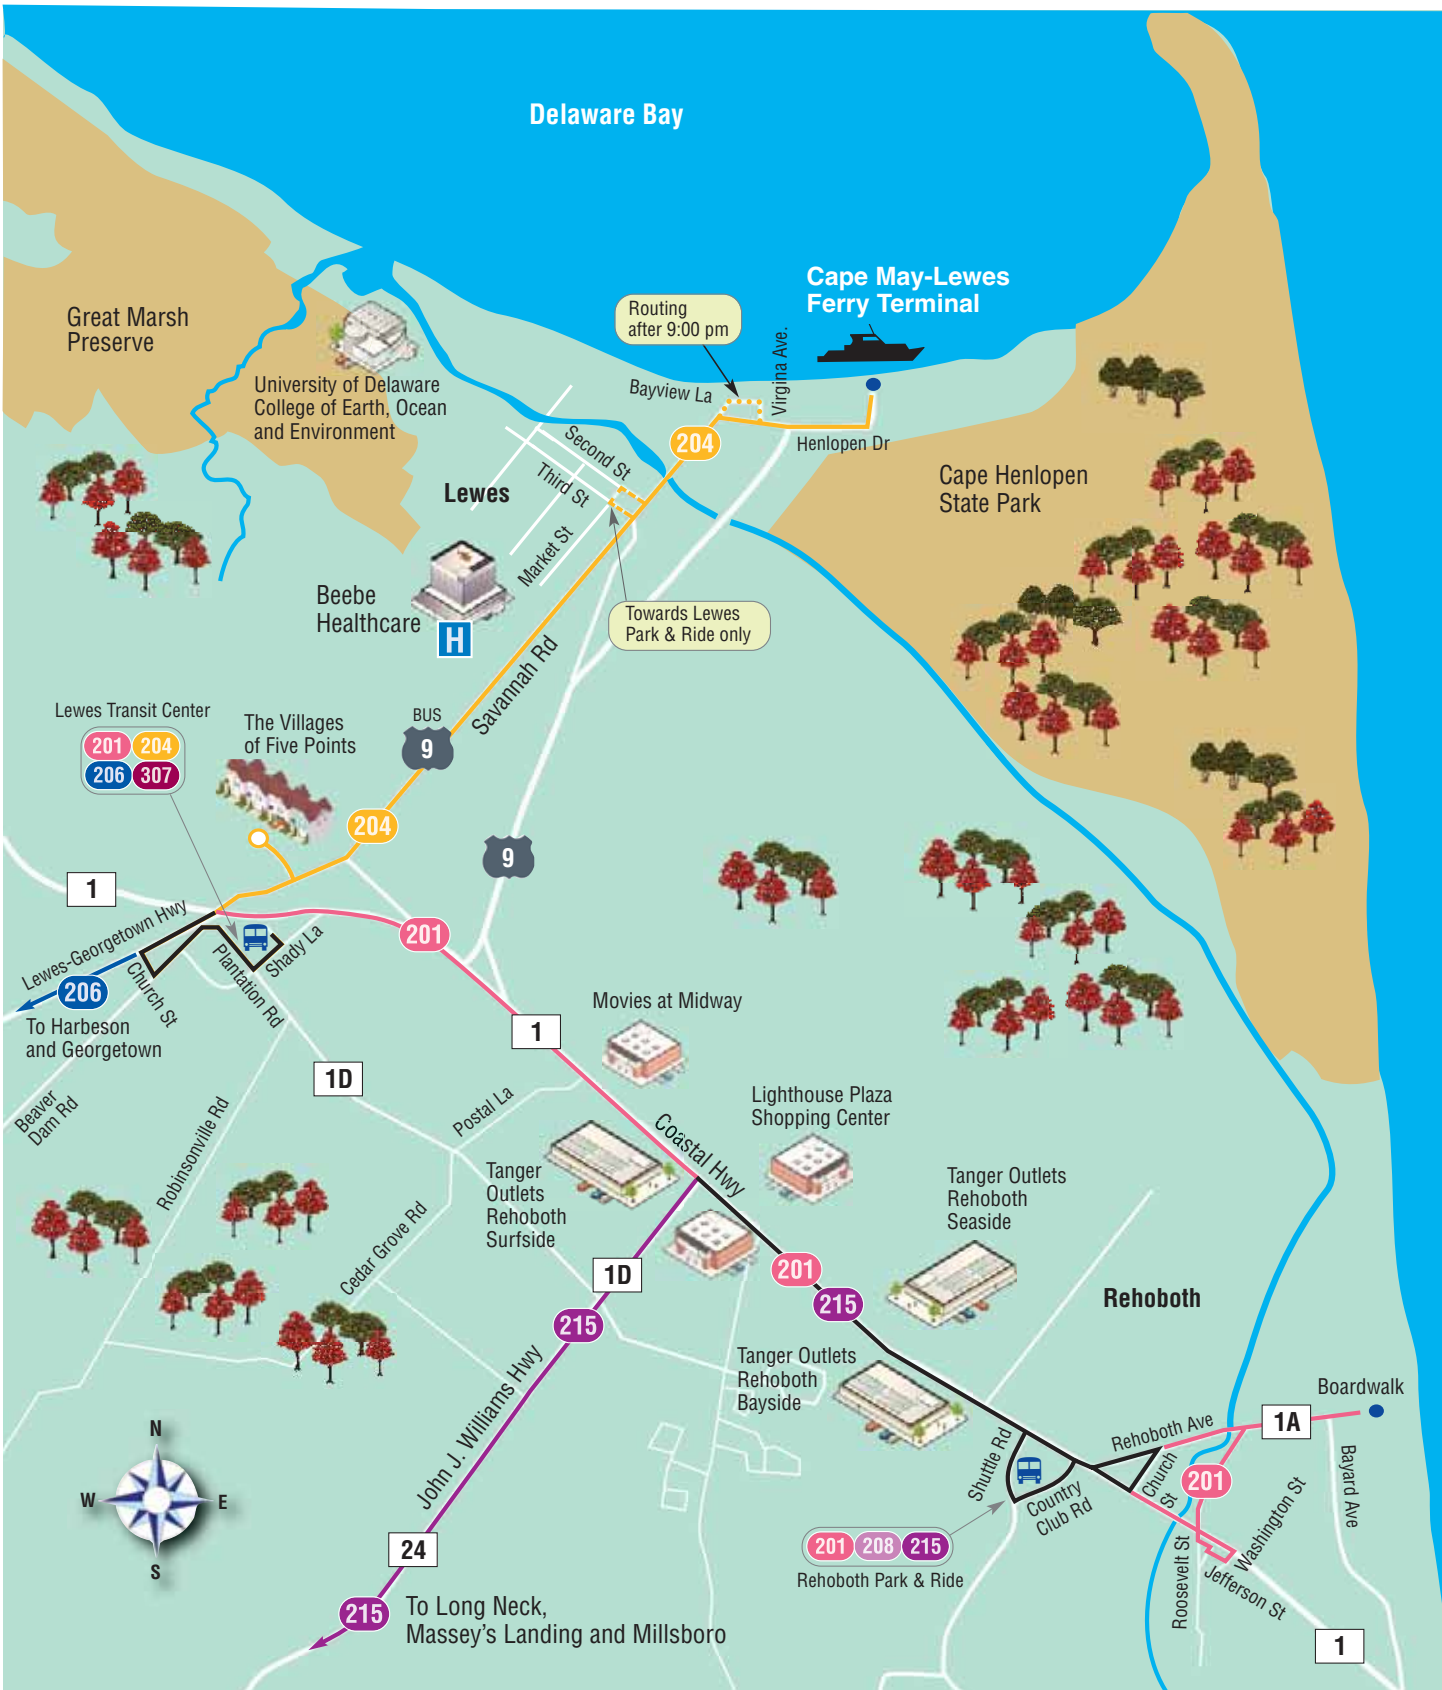 Delaware Bay
Cape May-Lewes
Ferry Terminal
Great Marsh
Preserve
Routing
after 9:00 pm
Virginia Ave.
Bayview La
204
Henlopen Dr
University of Delaware
College of Earth, Ocean
and Environment
Second St
Third St
Lewes
Market St
Cape Henlopen
State Park
Beebe
Healthcare
H
Towards Lewes
Park & Ride only
Savannah Rd
Lewes Transit Center
201 204
206 307
The Villages
of Five Points
BUS
9
204
9
1
Lewes-Georgetown Hwy
201
Shady La
Plantation Rd
Church St
206
To Harbeson
and Georgetown
Movies at Midway
1
1D
Beaver
Dam Rd
Robinsonville Rd
Postal La
Coastal Hwy
Lighthouse Plaza
Shopping Center
Tanger
Outlets
Rehoboth
Surfside
Tanger Outlets
Rehoboth
Seaside
Cedar Grove Rd
1D
201
215
215
Rehoboth
John J. Williams Hwy
Tanger Outlets
Rehoboth
Bayside
Boardwalk
1A
Rehoboth Ave
Bayard Ave
Shuttle Rd
Country
Club Rd
Church
St
201
Washington St
Roosevelt St
Jefferson St
N
W
E
S
24
201 208 215
Rehoboth Park & Ride
215
To Long Neck,
Massey's Landing and Millsboro
1